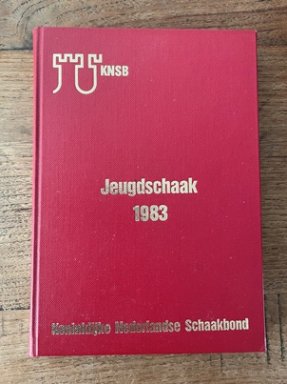 KNSB
Jeugdschaak
1983
Koninklijke Nederlandse Schaakbond